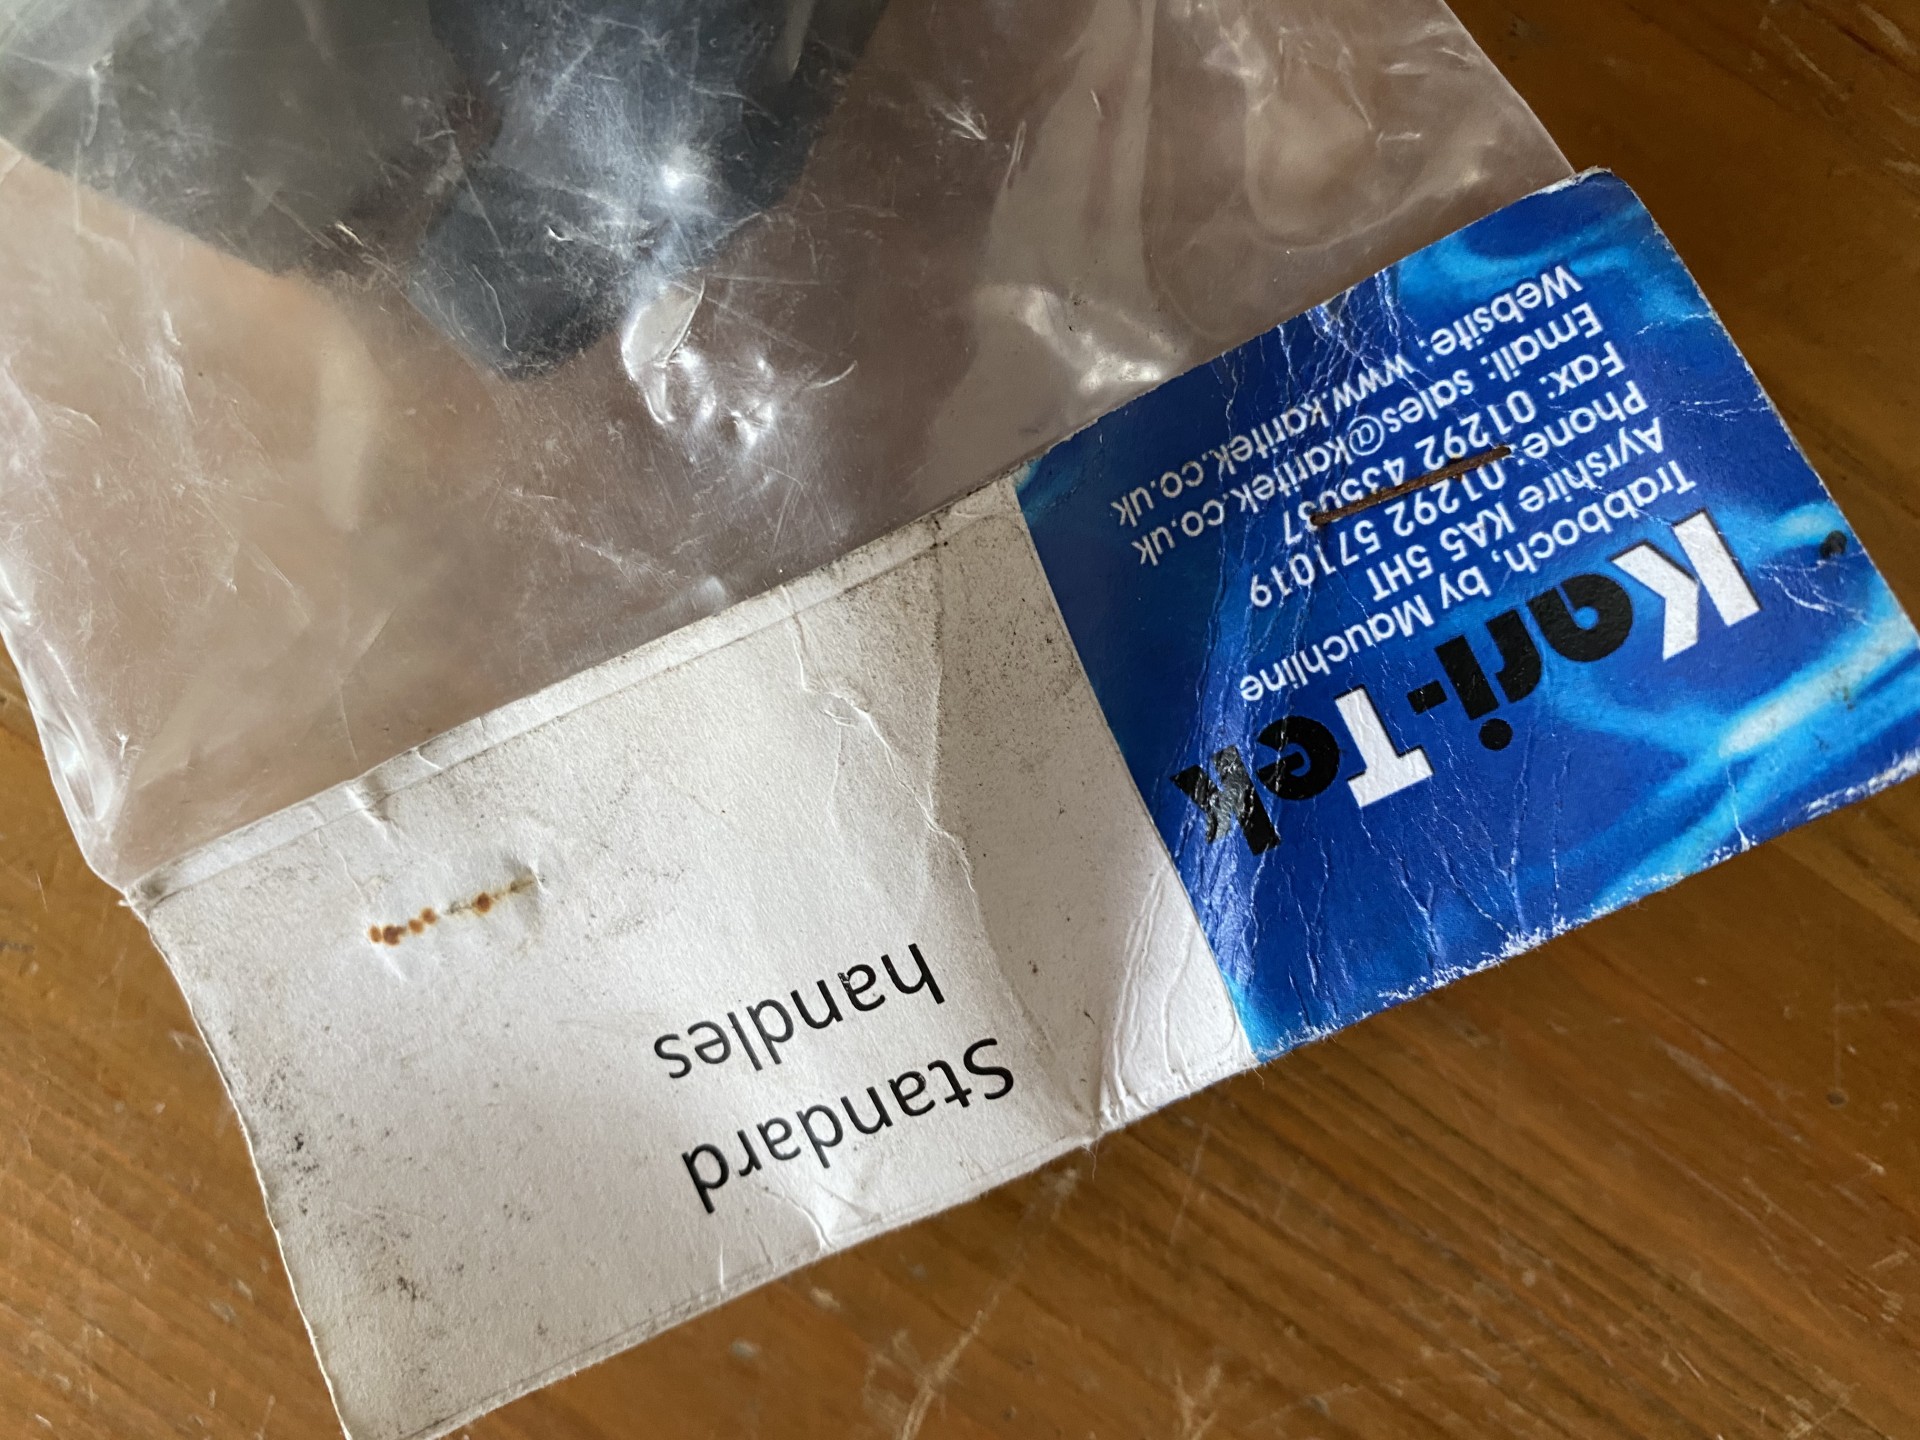 Kari-Tek
Trabboch, by Mauchline
Ayrshire KA5 5HT
Phone: 01292 571019
Fax: 01292 435037
Email: sales@karitek.co.uk
Website: www.karitek.co.uk
Standard
handles